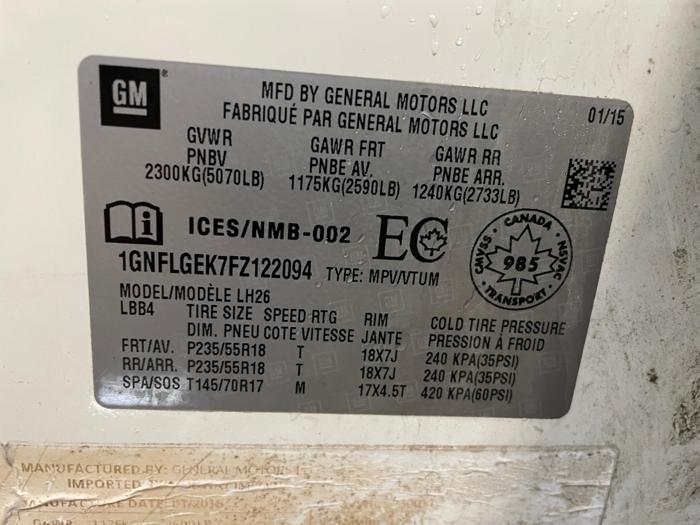 GM
MFD BY GENERAL MOTORS LLC
FABRIQUÉ PAR GENERAL MOTORS LLC
01/15
GVWR GAWR FRT GAWR RR
PNBV PNBE AV. PNBE ARR.
2300KG(5070LB) 1175KG(2590LB) 1240KG(2733LB)
i ICES/NMB-002 EC
CANADA
CMVSS NSVAC
985
TRANSPORT
1GNFLGEK7FZ122094 TYPE: MPV/VTUM
MODEL/MODÈLE LH26
LBB4 TIRE SIZE SPEED RTG RIM COLD TIRE PRESSURE
DIM. PNEU COTE VITESSE JANTE PRESSION À FROID
FRT/AV. P235/55R18 T 18X7J 240 KPA(35PSI)
RR/ARR. P235/55R18 T 18X7J 240 KPA(35PSI)
SPA/SOS T145/70R17 M 17X4.5T 420 KPA(60PSI)
MANUFACTURED BY: GENERAL MOTORS
IMPORTED
MANUFACTURE DATE: